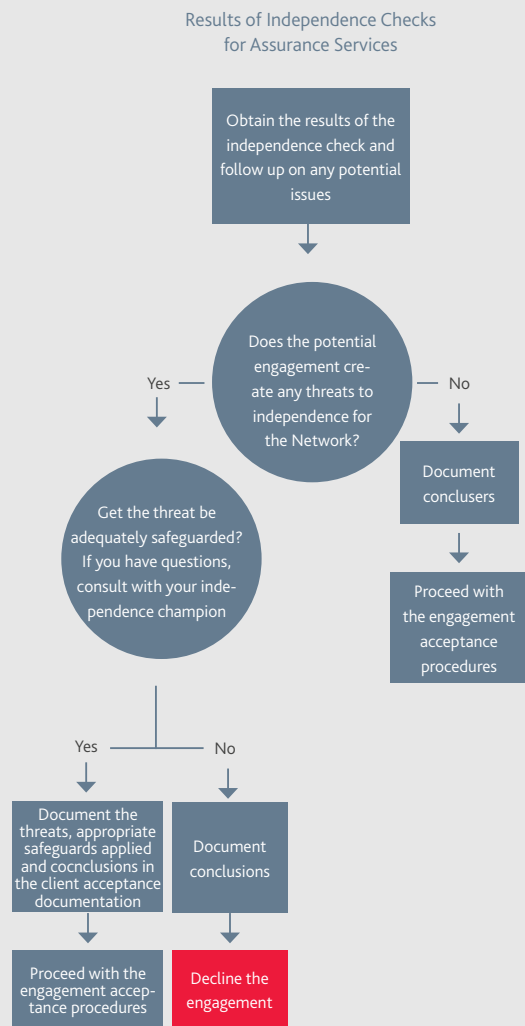 Results of Independence Checks
for Assurance Services
Obtain the results of the
independence check and
follow up on any potential
issues
Does the potential
engagement cre-
ate any threats to
independence for
the Network?
Yes
No
Document
conclusers
Proceed with
the engagement
acceptance
procedures
Get the threat be
adequately safeguarded?
If you have questions,
consult with your inde-
pendence champion
Yes
No
Document the
threats, appropriate
safeguards applied
and cocnclusions in
the client acceptance
documentation
Document
conclusions
Proceed with the
engagement accep-
tance procedures
Decline the
engagement